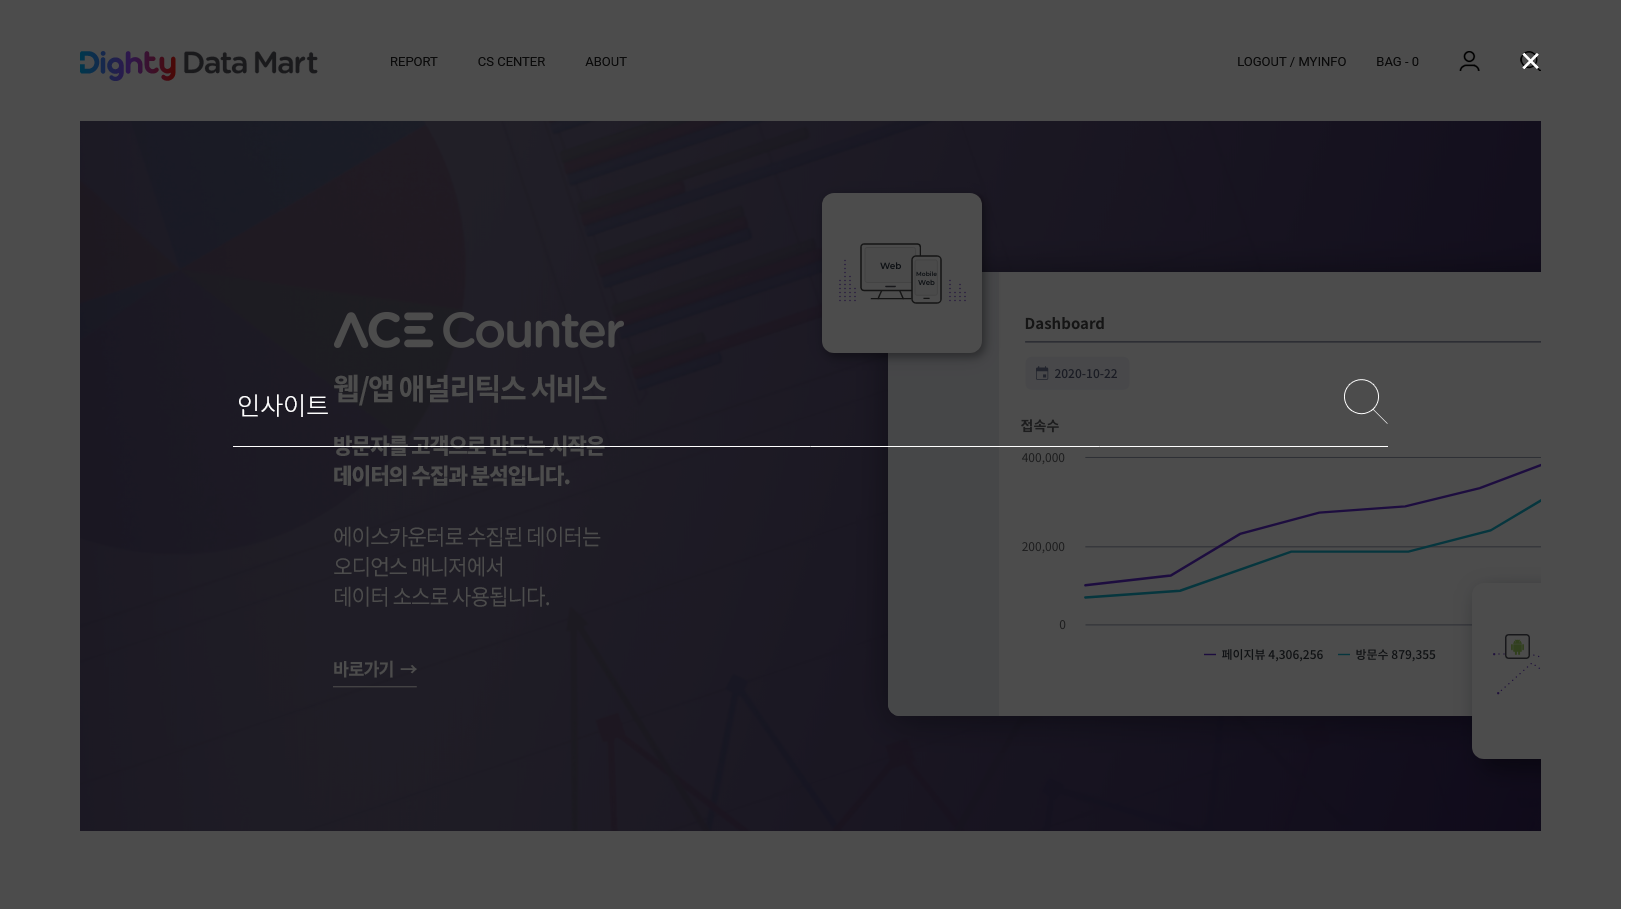 Dighty Data Mart
REPORT
CS CENTER
ABOUT
LOGOUT / MYINFO
BAG - 0
Web
Mobile
Web
ACE Counter
웹/앱 애널리틱스 서비스
인사이트
방문자를 고객으로 만드는 시작은
데이터의 수집과 분석입니다.
에이스카운터로 수집된 데이터는
오디언스 매니저에서
데이터 소스로 사용됩니다.
바로가기 →
Dashboard
2020-10-22
접속수
400,000
200,000
0
페이지뷰 4,306,256
방문수 879,355